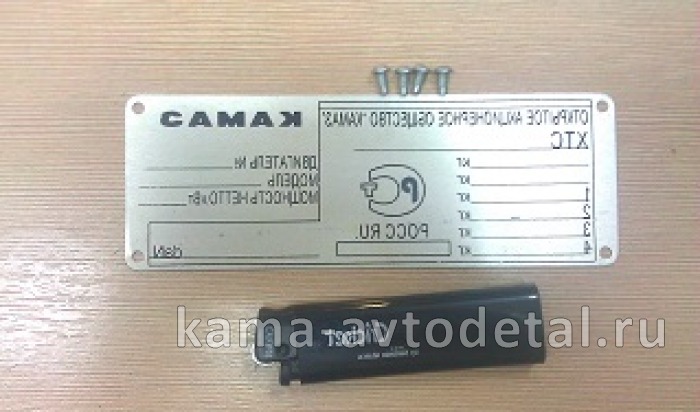 ОТКРЫТОЕ АКЦИОНЕРНОЕ ОБЩЕСТВО "КАМАЗ"
ХТС
КГ
КГ
1 КГ
2 КГ
3 КГ
4 КГ
РОСС RU.
КАМАЗ
ДВИГАТЕЛЬ №
МОДЕЛЬ
МОЩНОСТЬ НЕТТО кВт
kama-avtodetal.ru